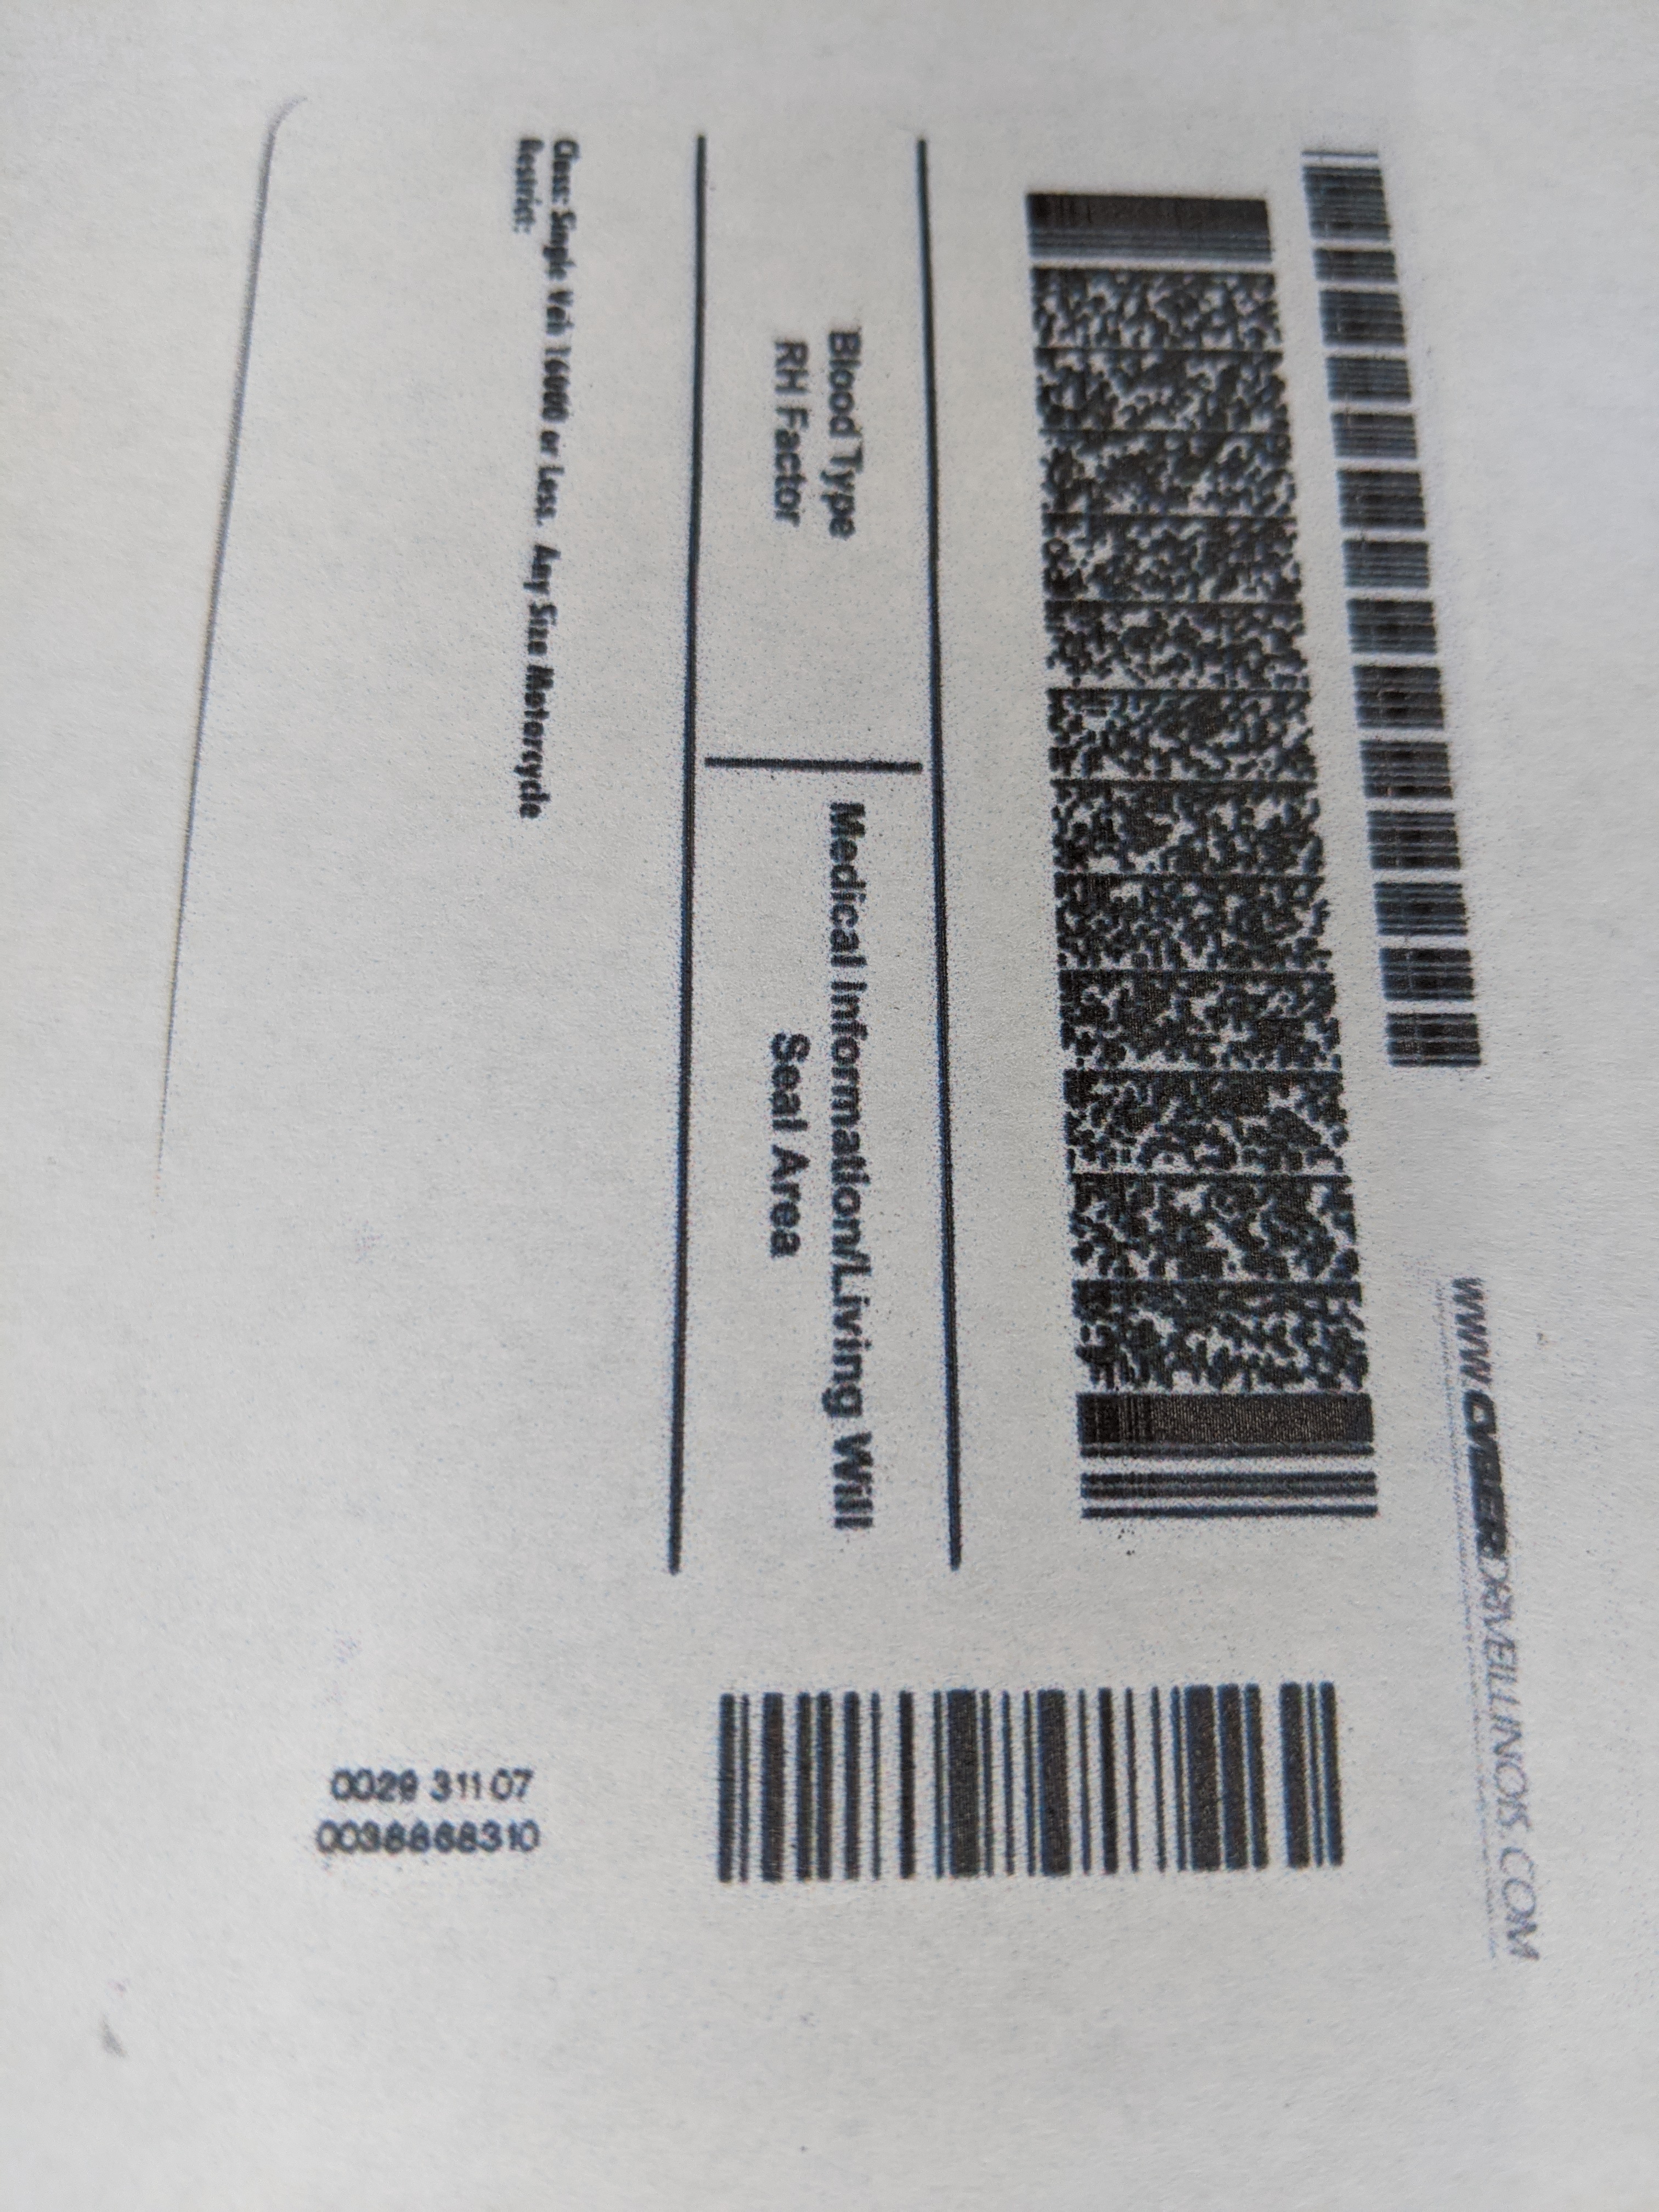 WWW.CYBERDRIVEILLINOIS.COM
Blood Type
RH Factor
Medical Information/Living Will
Seal Area
Class: Single Veh 16000 or Less. Any Size Motorcycle
Restrict:
0029 311 07
0038868310